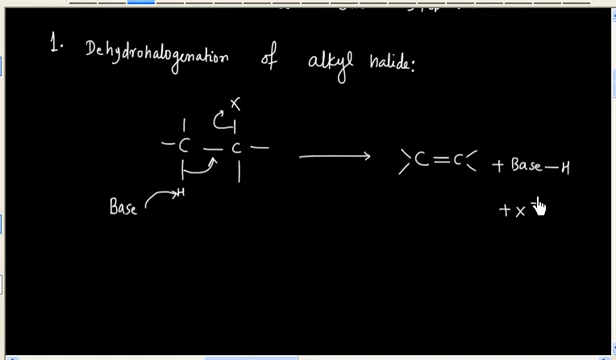 1. Dehydrohalogenation of alkyl halide:
X
– C – C –
H
Base
C = C + Base – H
+ X –